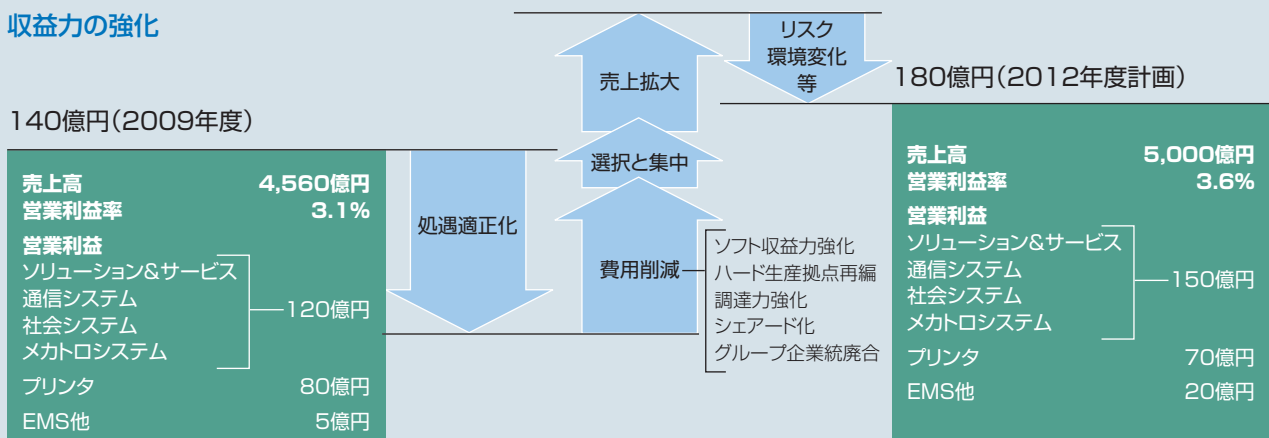 収益力の強化
140億円（2009年度）
売上高 4,560億円
営業利益率 3.1%
営業利益
ソリューション&サービス
通信システム
社会システム
メカトロシステム
120億円
プリンタ 80億円
EMS他 5億円
処遇適正化
売上拡大
選択と集中
費用削減
ソフト収益力強化
ハード生産拠点再編
調達力強化
シェアード化
グループ企業統廃合
リスク
環境変化
等
180億円（2012年度計画）
売上高 5,000億円
営業利益率 3.6%
営業利益
ソリューション&サービス
通信システム
社会システム
メカトロシステム
150億円
プリンタ 70億円
EMS他 20億円